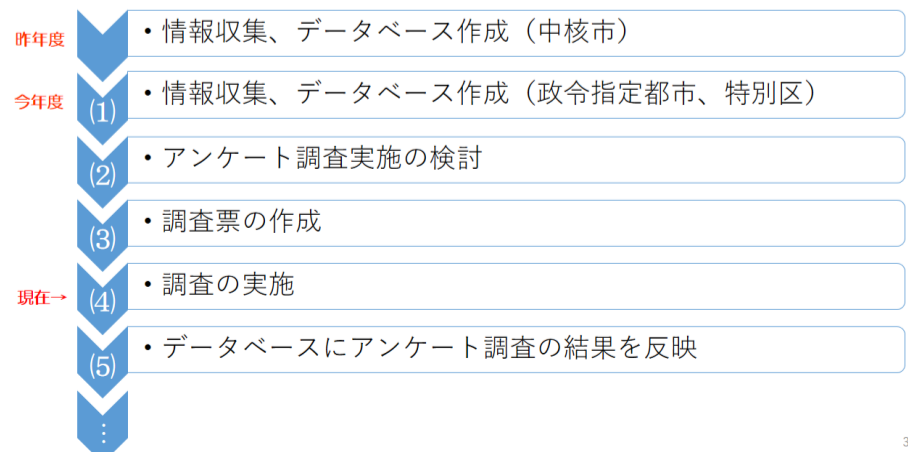 昨年度
・情報収集、データベース作成（中核市）
今年度
(1)
・情報収集、データベース作成（政令指定都市、特別区）
(2)
・アンケート調査実施の検討
(3)
・調査票の作成
現在→
(4)
・調査の実施
(5)
・データベースにアンケート調査の結果を反映
⋮
3